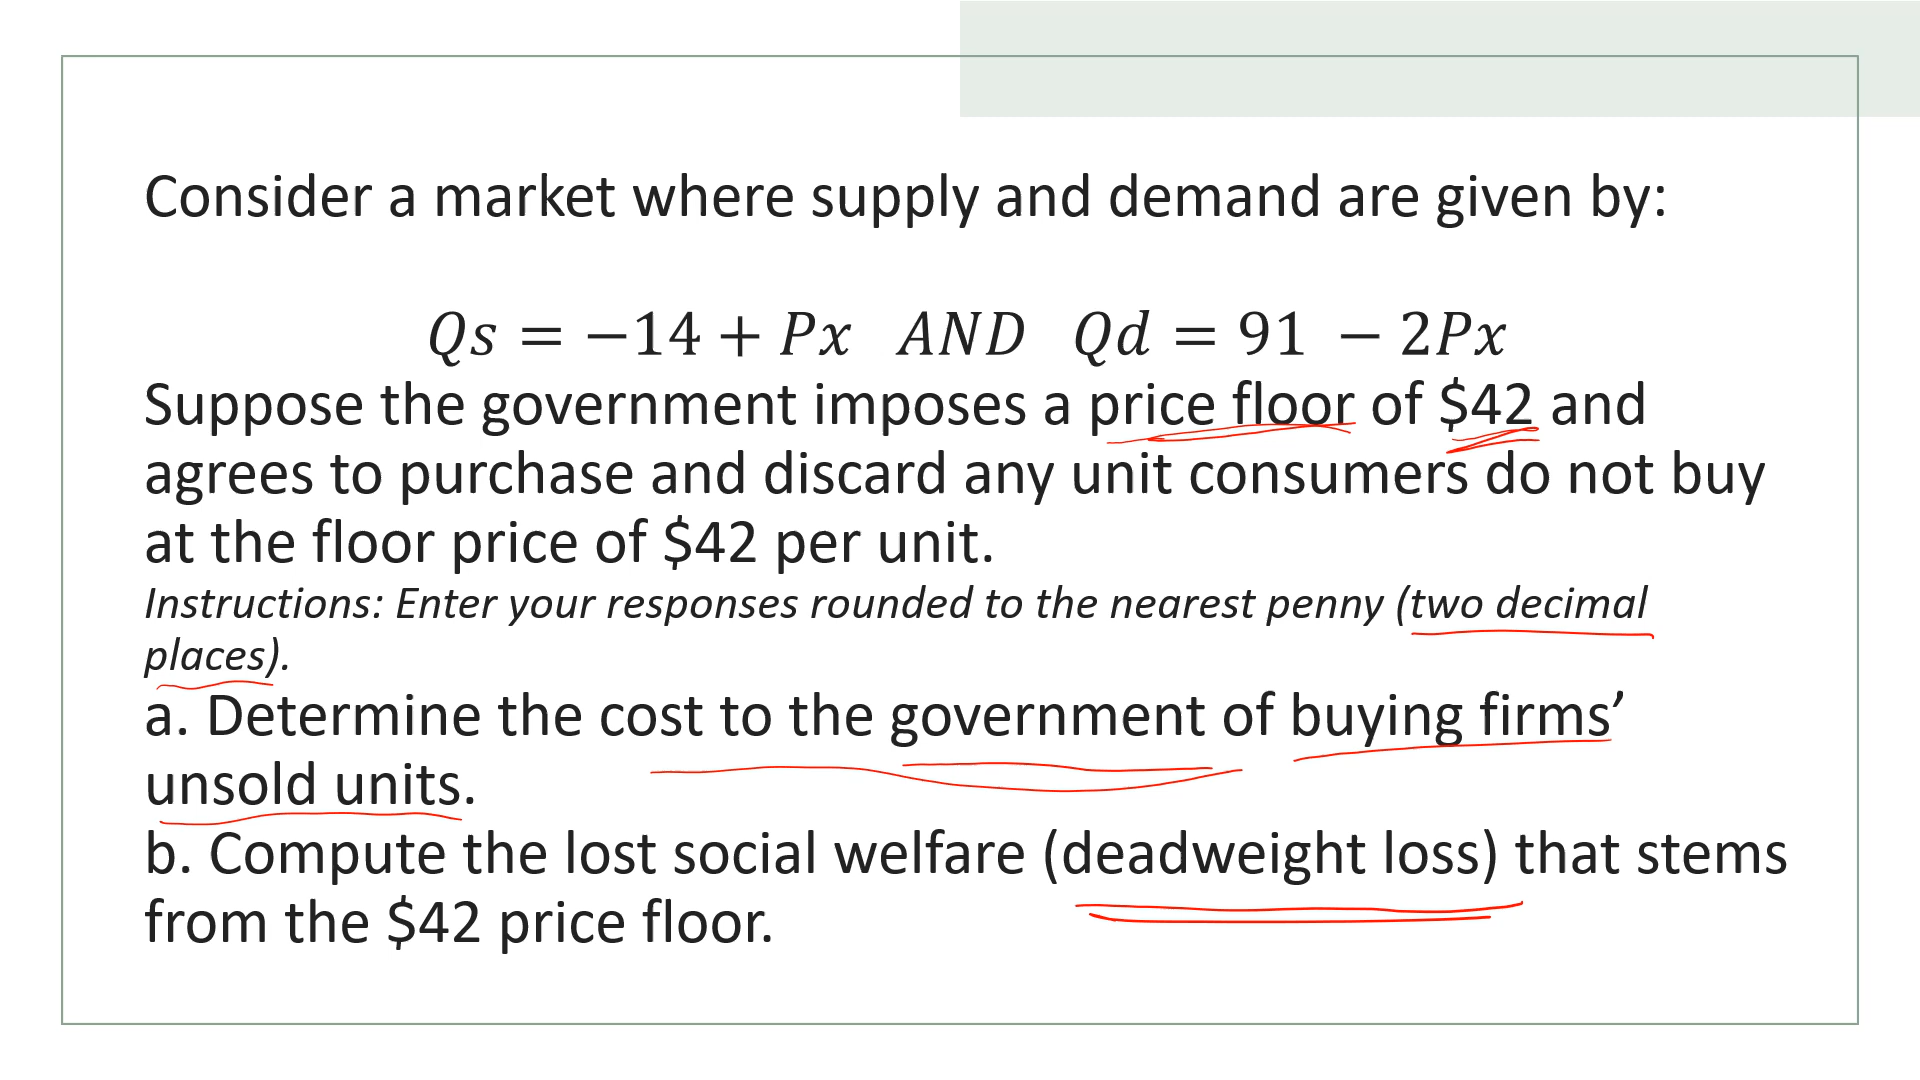 Consider a market where supply and demand are given by:
Qs = −14 + Px AND Qd = 91 − 2Px
Suppose the government imposes a price floor of $42 and
agrees to purchase and discard any unit consumers do not buy
at the floor price of $42 per unit.
Instructions: Enter your responses rounded to the nearest penny (two decimal
places).
a. Determine the cost to the government of buying firms’
unsold units.
b. Compute the lost social welfare (deadweight loss) that stems
from the $42 price floor.